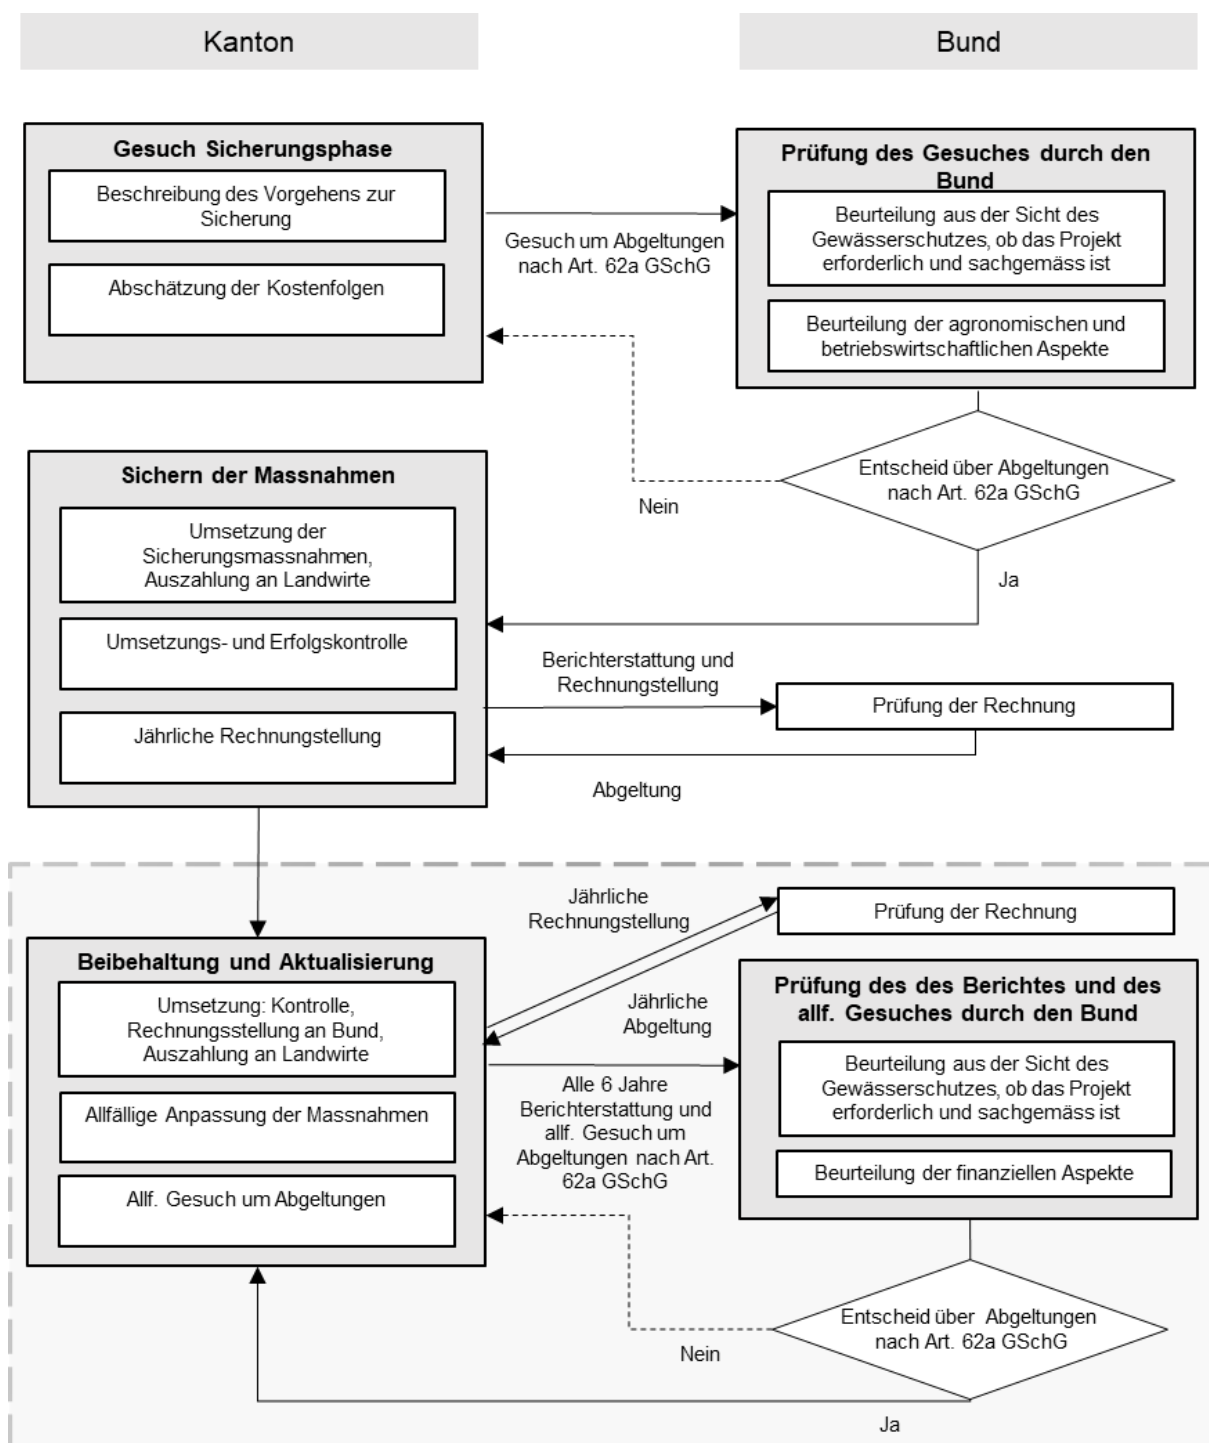 Kanton
Bund
Gesuch Sicherungsphase
Beschreibung des Vorgehens zur
Sicherung
Abschätzung der Kostenfolgen
Gesuch um Abgeltungen
nach Art. 62a GSchG
Prüfung des Gesuches durch den
Bund
Beurteilung aus der Sicht des
Gewässerschutzes, ob das Projekt
erforderlich und sachgemäss ist
Beurteilung der agronomischen und
betriebswirtschaftlichen Aspekte
Entscheid über Abgeltungen
nach Art. 62a GSchG
Nein
Ja
Sichern der Massnahmen
Umsetzung der
Sicherungsmassnahmen,
Auszahlung an Landwirte
Umsetzungs- und Erfolgskontrolle
Jährliche Rechnungstellung
Berichterstattung und
Rechnungstellung
Prüfung der Rechnung
Abgeltung
Jährliche
Rechnungstellung
Prüfung der Rechnung
Jährliche
Abgeltung
Beibehaltung und Aktualisierung
Umsetzung: Kontrolle,
Rechnungsstellung an Bund,
Auszahlung an Landwirte
Allfällige Anpassung der Massnahmen
Allf. Gesuch um Abgeltungen
Alle 6 Jahre
Berichterstattung und
allf. Gesuch um
Abgeltungen nach Art.
62a GSchG
Prüfung des des Berichtes und des
allf. Gesuches durch den Bund
Beurteilung aus der Sicht des
Gewässerschutzes, ob das Projekt
erforderlich und sachgemäss ist
Beurteilung der finanziellen Aspekte
Entscheid über Abgeltungen
nach Art. 62a GSchG
Nein
Ja